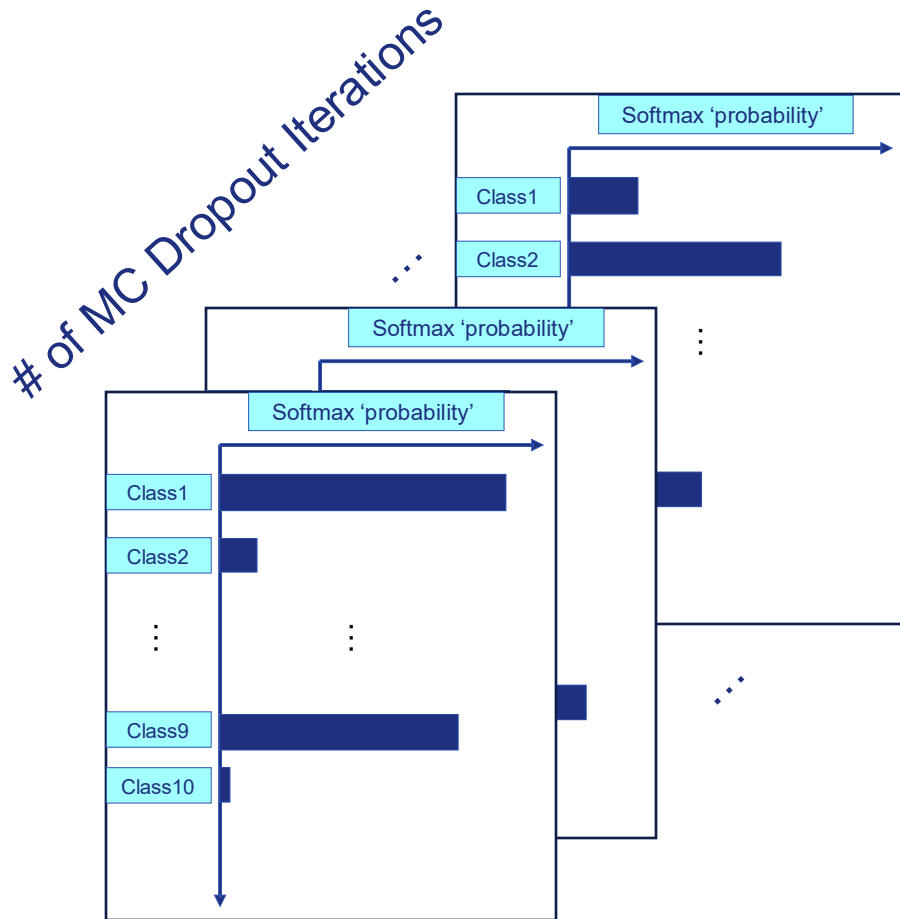 # of MC Dropout Iterations
Softmax ‘probability’
Class1
Class2
⋮
Softmax ‘probability’
Softmax ‘probability’
Class1
Class2
⋮ ⋮
Class9
Class10